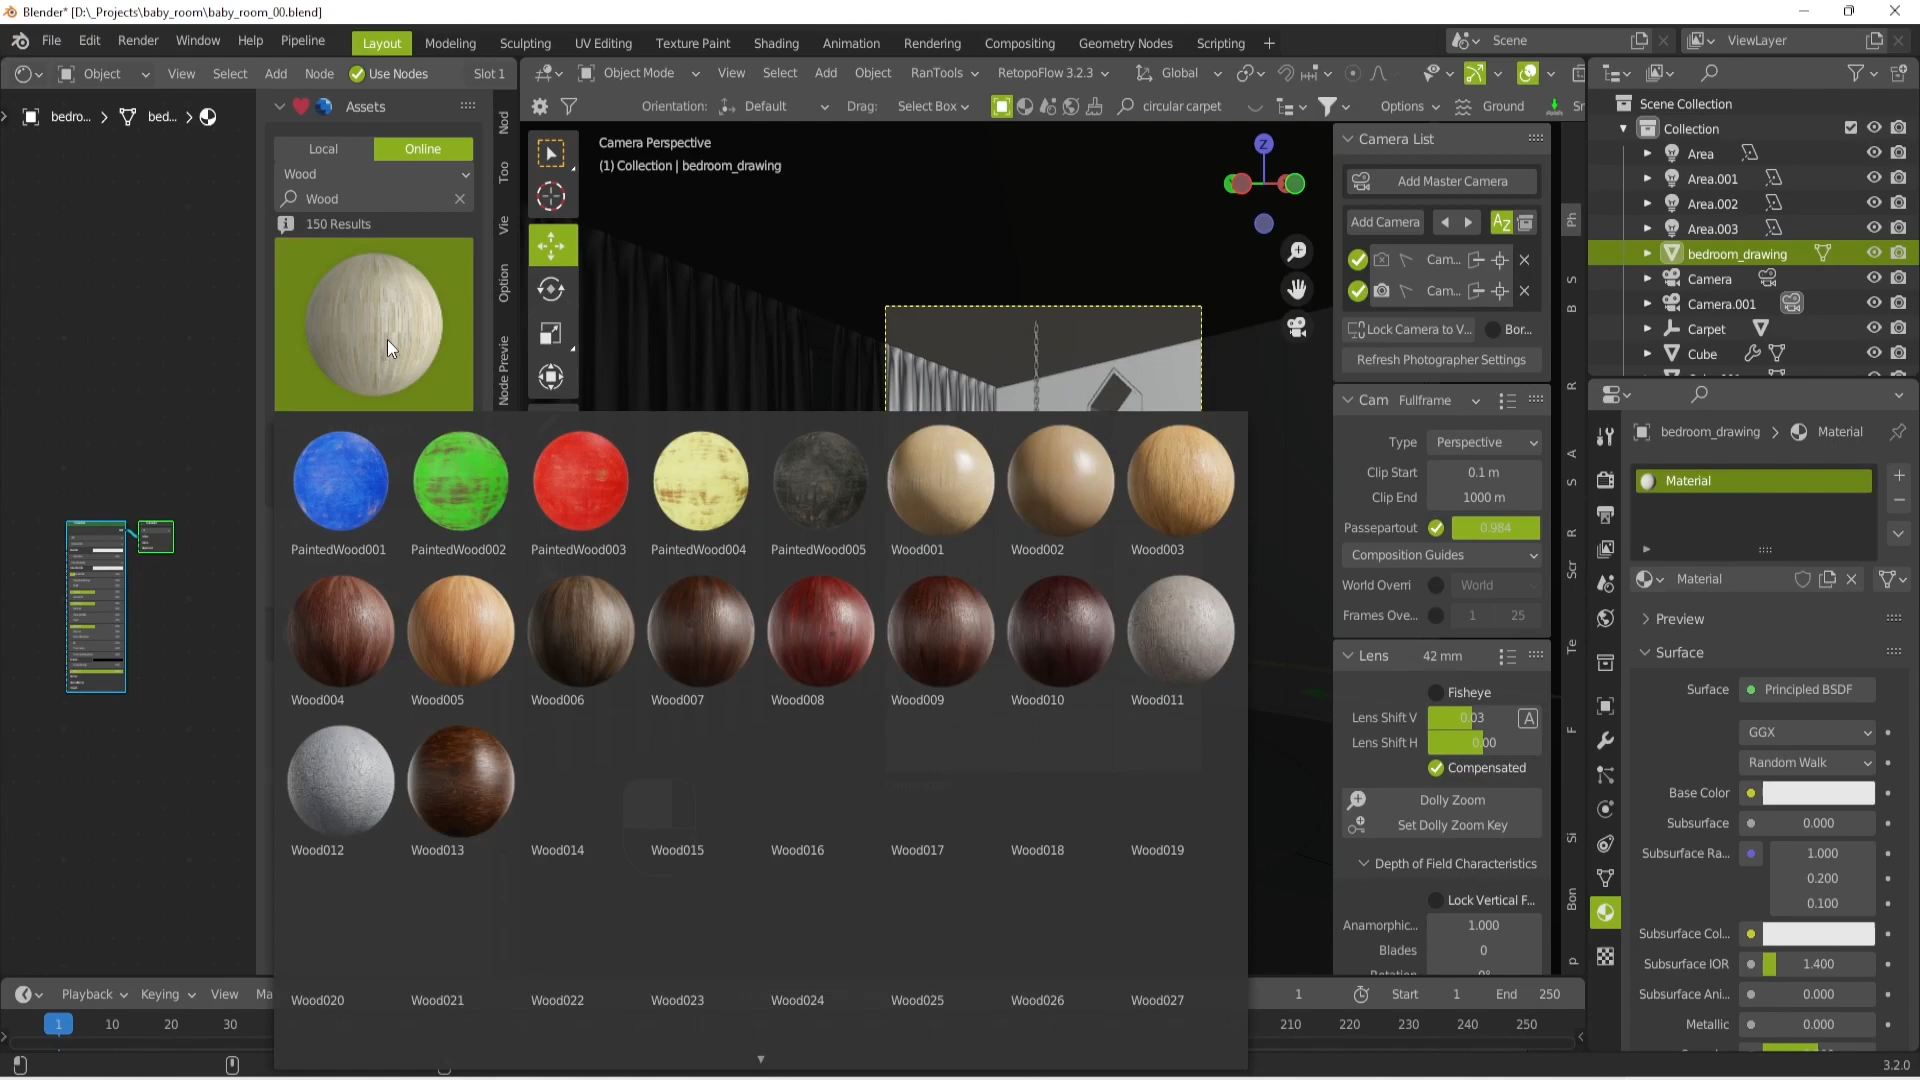 Blender* [D:\_Projects\baby_room\baby_room_00.blend]
File Edit Render Window Help Pipeline Layout Modeling Sculpting UV Editing Texture Paint Shading Animation Rendering Compositing Geometry Nodes Scripting + Scene ViewLayer
Object View Select Add Node Use Nodes Slot 1 Object Mode View Select Add Object RanTools RetopoFlow 3.2.3 Global
Orientation: Default Drag: Select Box circular carpet Options Ground
bedro... bed...
Assets
Local Online
Wood
Wood
150 Results
Nod
Too
Vie
Option
Node Previe
Camera Perspective
(1) Collection | bedroom_drawing
Z
Camera List
Add Master Camera
Add Camera
Cam...
Cam...
Lock Camera to V... Bor...
Refresh Photographer Settings
Cam Fullframe
Type Perspective
Clip Start 0.1 m
Clip End 1000 m
Passepartout 0.984
Composition Guides
World Overri World
Frames Ove... 1 25
Lens 42 mm
Fisheye
Lens Shift V 0.03 A
Lens Shift H 0.00
Compensated
Dolly Zoom
Set Dolly Zoom Key
Depth of Field Characteristics
Lock Vertical F...
Anamorphic... 1.000
Blades 0
Ph
S
B
R
A
S
R
Scr
Te
F
Si
Bon
p
PaintedWood001 PaintedWood002 PaintedWood003 PaintedWood004 PaintedWood005 Wood001 Wood002 Wood003
Wood004 Wood005 Wood006 Wood007 Wood008 Wood009 Wood010 Wood011
Wood012 Wood013 Wood014 Wood015 Wood016 Wood017 Wood018 Wood019
Wood020 Wood021 Wood022 Wood023 Wood024 Wood025 Wood026 Wood027
Scene Collection
Collection
Area
Area.001
Area.002
Area.003
bedroom_drawing
Camera
Camera.001
Carpet
Cube
bedroom_drawing Material
Material
Material
Preview
Surface
Surface Principled BSDF
GGX
Random Walk
Base Color
Subsurface 0.000
Subsurface Ra... 1.000
0.200
0.100
Subsurface Col...
Subsurface IOR 1.400
Subsurface Ani... 0.000
Metallic 0.000
Playback Keying View Ma 1 Start 1 End 250
1 10 20 30 210 220 230 240 250
3.2.0